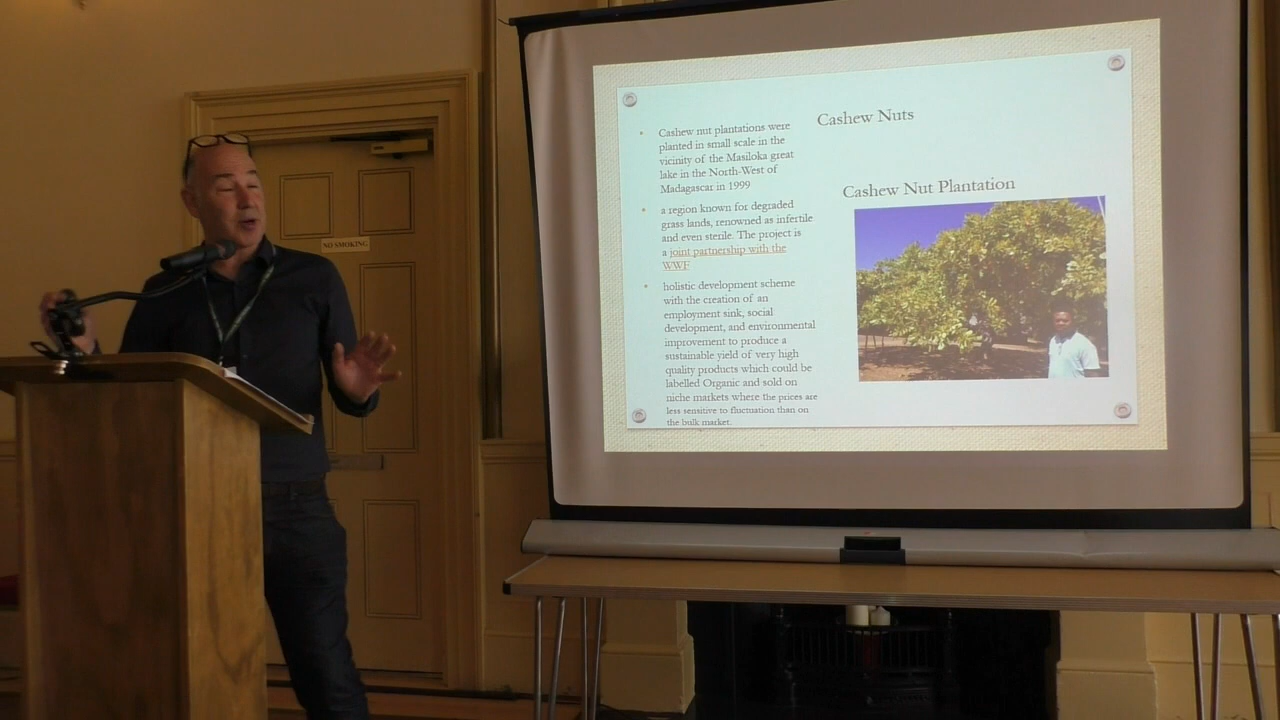 NO SMOKING
Cashew Nuts
Cashew nut plantations were
planted in small scale in the
vicinity of the Masiloka great
lake in the North-West of
Madagascar in 1999
a region known for degraded
grass lands, renowned as infertile
and even sterile. The project is
a joint partnership with the
WWF
holistic development scheme
with the creation of an
employment sink, social
development, and environmental
improvement to produce a
sustainable yield of very high
quality products which could be
labelled Organic and sold on
niche markets where the prices are
less sensitive to fluctuation than on
the bulk market.
Cashew Nut Plantation